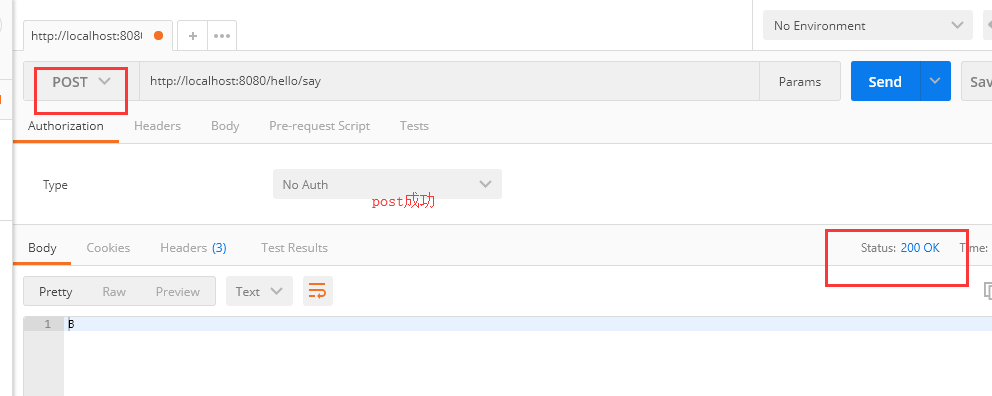 http://localhost:808
No Environment
POST
http://localhost:8080/hello/say
Params
Send
Sav
Authorization
Headers
Body
Pre-request Script
Tests
Type
No Auth
post成功
Body
Cookies
Headers (3)
Test Results
Status: 200 OK
Time:
Pretty
Raw
Preview
Text
1
B